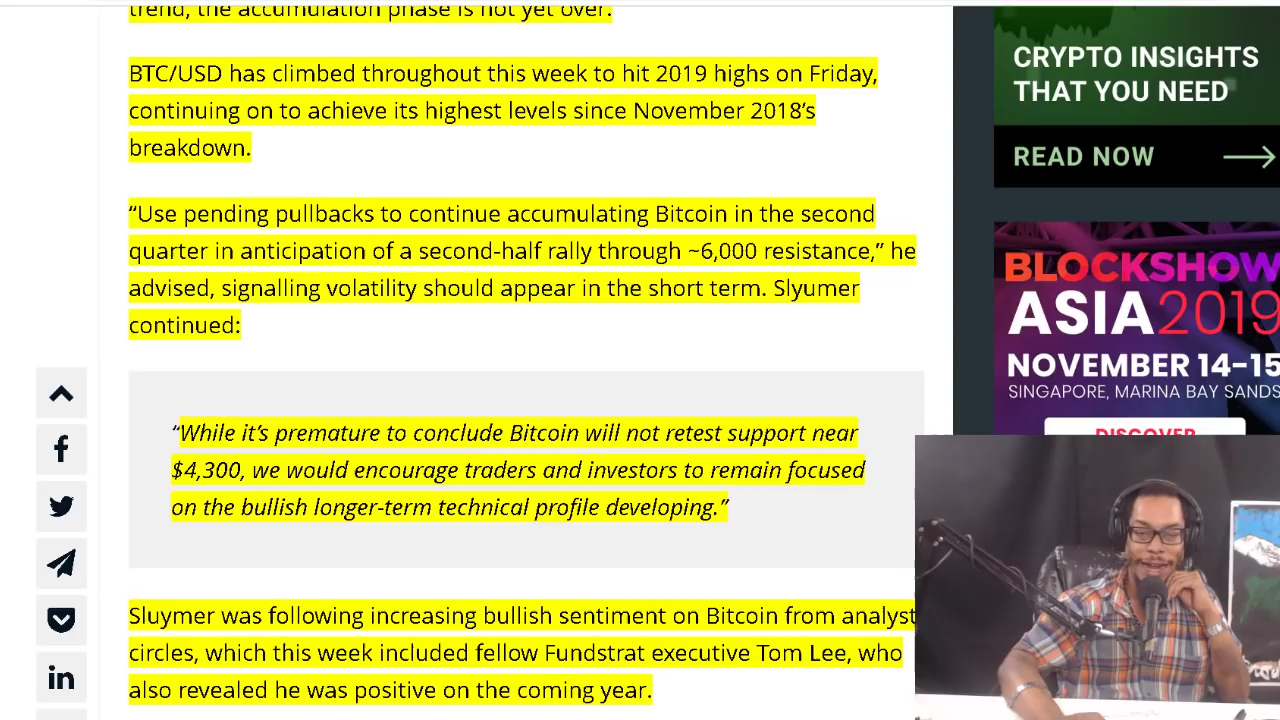 trend, the accumulation phase is not yet over.
BTC/USD has climbed throughout this week to hit 2019 highs on Friday,
continuing on to achieve its highest levels since November 2018's
breakdown.
“Use pending pullbacks to continue accumulating Bitcoin in the second
quarter in anticipation of a second-half rally through ~6,000 resistance,” he
advised, signalling volatility should appear in the short term. Slyumer
continued:
“While it’s premature to conclude Bitcoin will not retest support near
$4,300, we would encourage traders and investors to remain focused
on the bullish longer-term technical profile developing.”
Sluymer was following increasing bullish sentiment on Bitcoin from analyst
circles, which this week included fellow Fundstrat executive Tom Lee, who
also revealed he was positive on the coming year.
CRYPTO INSIGHTS
THAT YOU NEED
READ NOW
BLOCKSHOW
ASIA 2019
NOVEMBER 14-15
SINGAPORE, MARINA BAY SANDS
DISCOVER